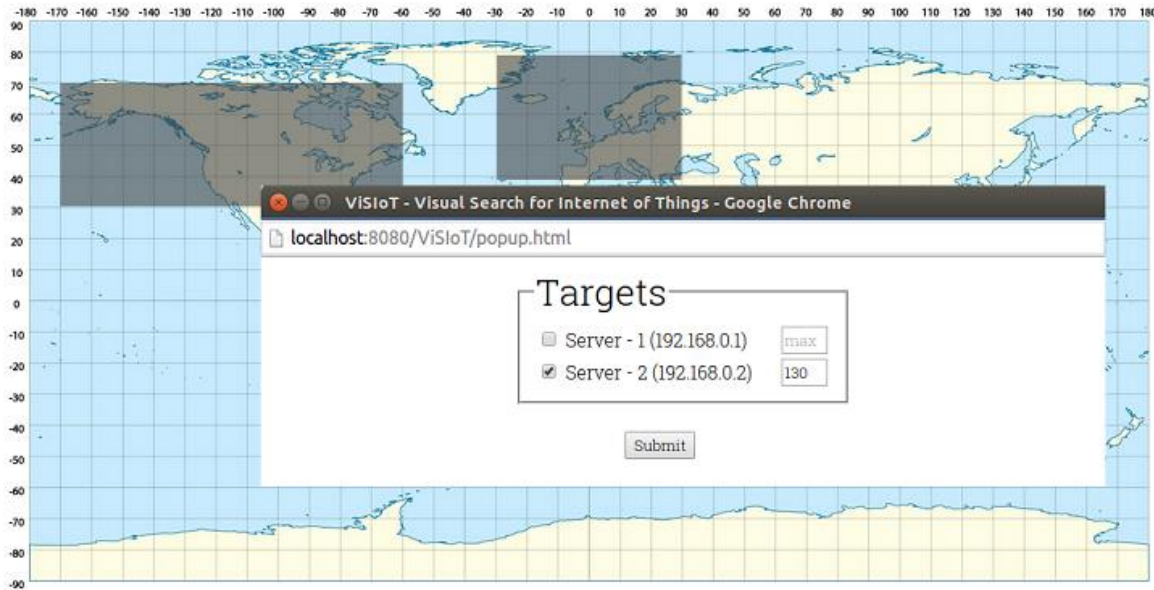 -180 -170 -160 -150 -140 -130 -120 -110 -100 -90 -80 -70 -60 -50 -40 -30 -20 -10 0 10 20 30 40 50 60 70 80 90 100 110 120 130 140 150 160 170 180
90
80
70
60
50
40
30
20
10
0
-10
-20
-30
-40
-50
-60
-70
-80
-90
ViSIoT - Visual Search for Internet of Things - Google Chrome
localhost:8080/ViSIoT/popup.html
Targets
Server - 1 (192.168.0.1) max
Server - 2 (192.168.0.2) 130
Submit